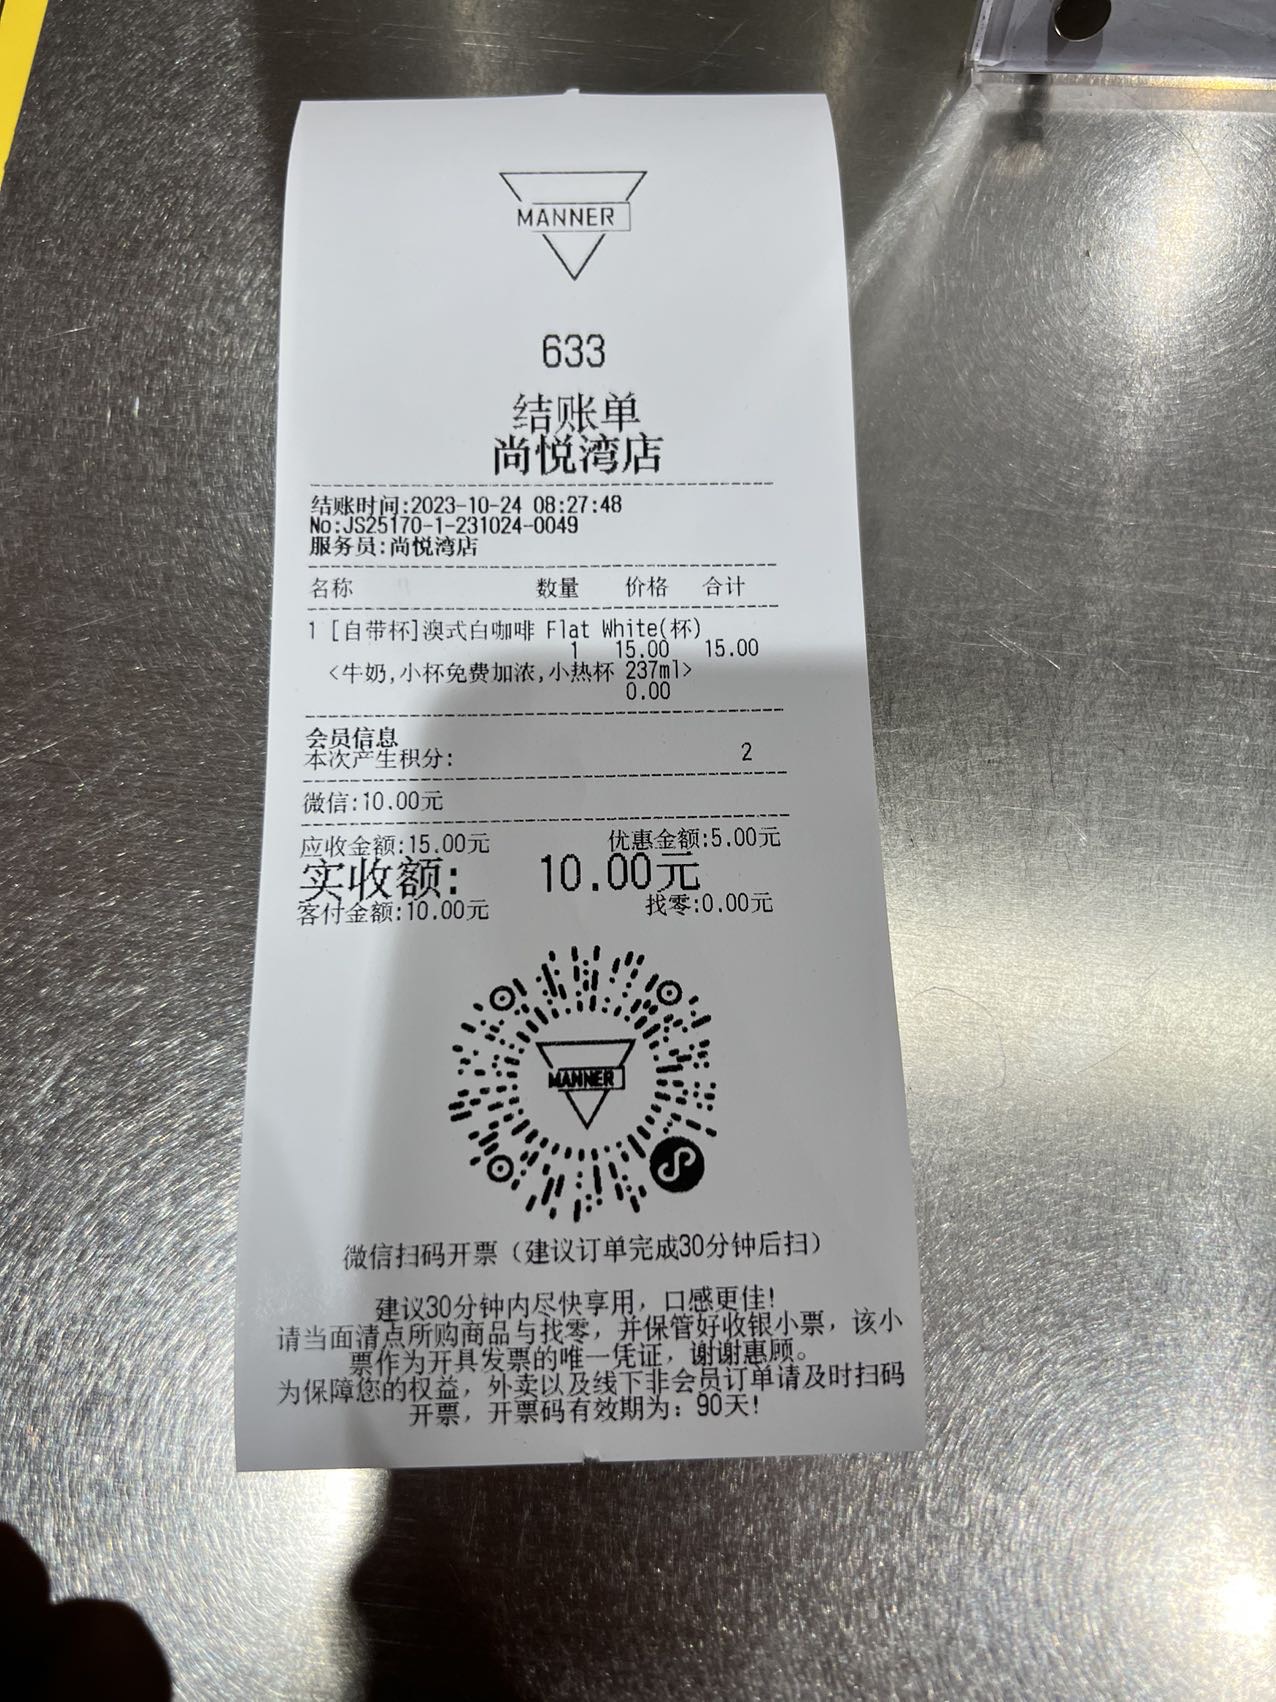 MANNER
633
结账单
尚悦湾店
结账时间:2023-10-24 08:27:48
No:JS25170-1-231024-0049
服务员:尚悦湾店
名称 数量 价格 合计
1 [自带杯]澳式白咖啡 Flat White(杯)
1 15.00 15.00
<牛奶,小杯免费加浓,小热杯 237ml>
0.00
会员信息
本次产生积分: 2
微信:10.00元
应收金额:15.00元 优惠金额:5.00元
实收额: 10.00元
客付金额:10.00元 找零:0.00元
MANNER
微信扫码开票（建议订单完成30分钟后扫）
建议30分钟内尽快享用，口感更佳!
请当面清点所购商品与找零，并保管好收银小票，该小
票作为开具发票的唯一凭证，谢谢惠顾。
为保障您的权益，外卖以及线下非会员订单请及时扫码
开票，开票码有效期为：90天!